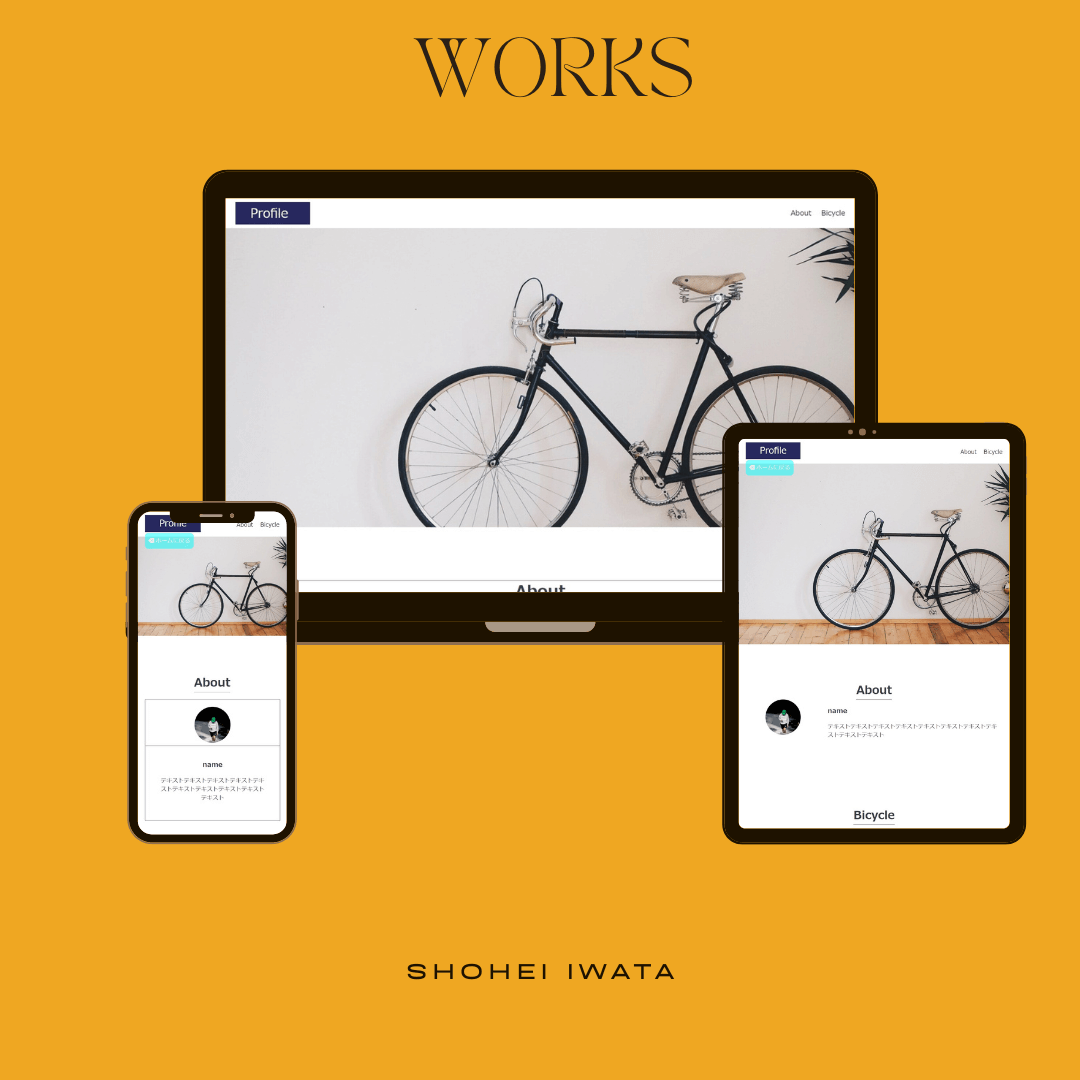 WORKS
Profile
About Bicycle
About
Profile
About Bicycle
About
name
テキストテキストテキストテキストテキ
ストテキストテキストテキストテキスト
テキスト
Profile
About Bicycle
About
name
テキストテキストテキストテキストテキストテキストテキストテキ
ストテキストテキスト
Bicycle
SHOHEI IWATA